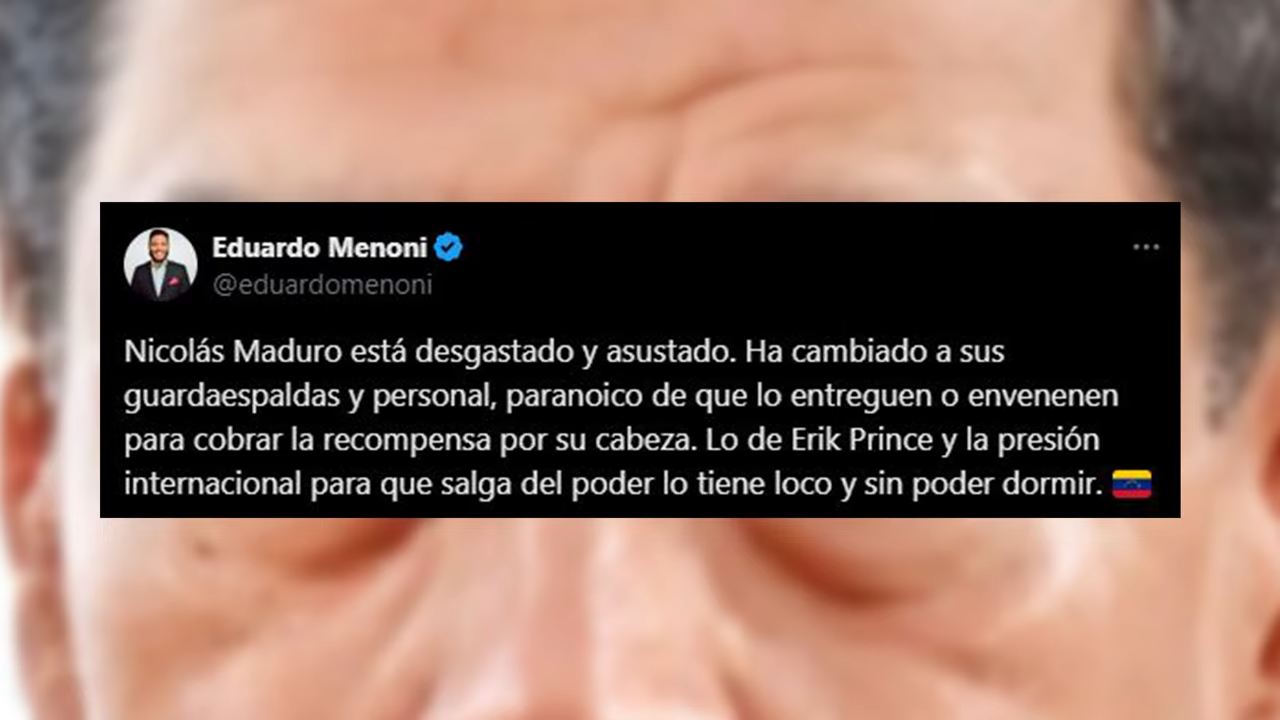 Eduardo Menoni
@eduardomenoni
Nicolás Maduro está desgastado y asustado. Ha cambiado a sus
guardaespaldas y personal, paranoico de que lo entreguen o envenenen
para cobrar la recompensa por su cabeza. Lo de Erik Prince y la presión
internacional para que salga del poder lo tiene loco y sin poder dormir. 🇻🇪